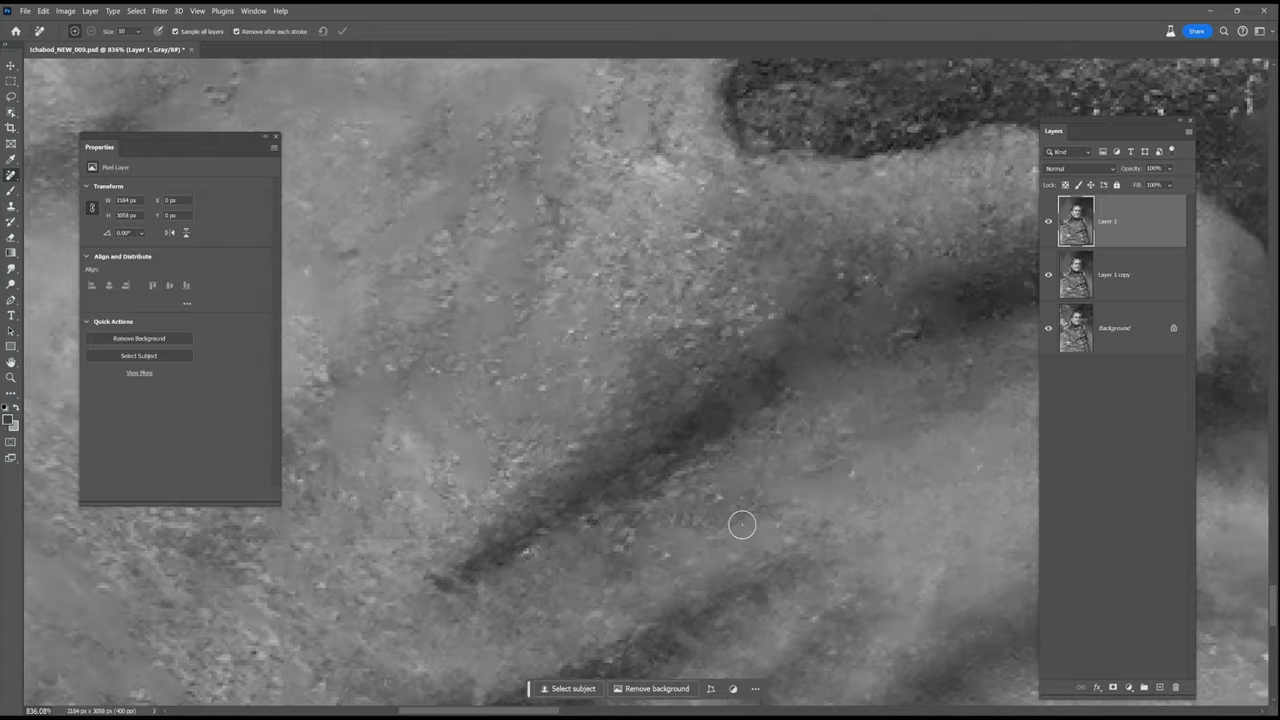 File Edit Image Layer Type Select Filter 3D View Plugins Window Help
Size 10 Sample all layers Remove after each stroke Share
Ichabod_NEW_009.psd @ 836% (Layer 1, Gray/8#) *
Properties
Pixel Layer
Transform
W 2184 px X 0 px
H 3058 px Y 0 px
0.00°
Align and Distribute
Align:
Quick Actions
Remove Background
Select Subject
View More
Layers
Kind
Normal Opacity: 100%
Lock: Fill: 100%
Layer 1
Layer 1 copy
Background
Select subject Remove background
836.08% 2184 px x 3058 px (400 ppi)